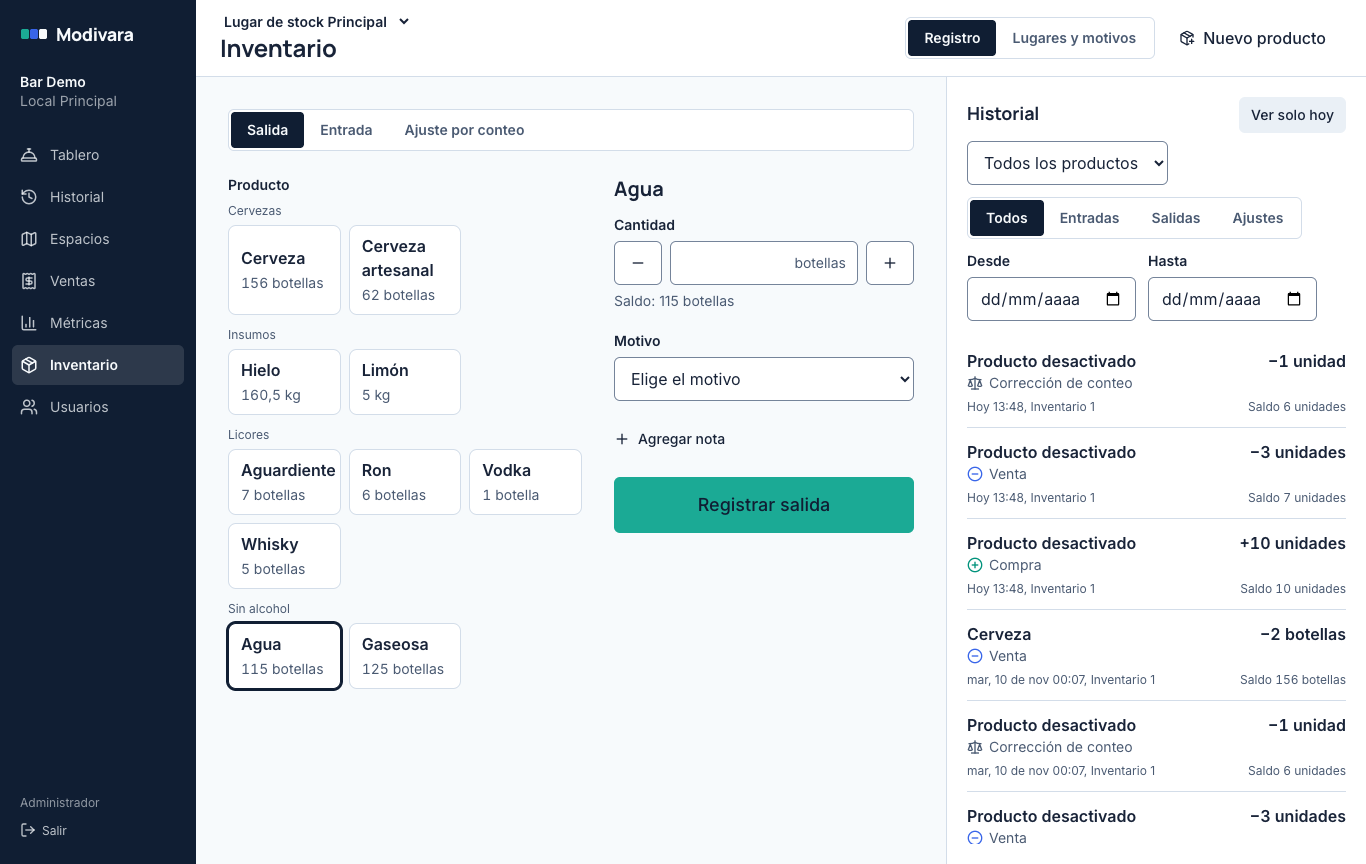 Modivara
Bar Demo
Local Principal
Tablero
Historial
Espacios
Ventas
Métricas
Inventario
Usuarios
Administrador
Salir
Lugar de stock Principal
Inventario
Registro
Lugares y motivos
Nuevo producto
Salida
Entrada
Ajuste por conteo
Producto
Cervezas
Cerveza
156 botellas
Cerveza
artesanal
62 botellas
Insumos
Hielo
160,5 kg
Limón
5 kg
Licores
Aguardiente
7 botellas
Ron
6 botellas
Vodka
1 botella
Whisky
5 botellas
Sin alcohol
Agua
115 botellas
Gaseosa
125 botellas
Agua
Cantidad
− botellas +
Saldo: 115 botellas
Motivo
Elige el motivo
+ Agregar nota
Registrar salida
Historial
Ver solo hoy
Todos los productos
Todos
Entradas
Salidas
Ajustes
Desde
Hasta
dd/mm/aaaa
dd/mm/aaaa
Producto desactivado −1 unidad
Corrección de conteo
Hoy 13:48, Inventario 1 Saldo 6 unidades
Producto desactivado −3 unidades
Venta
Hoy 13:48, Inventario 1 Saldo 7 unidades
Producto desactivado +10 unidades
Compra
Hoy 13:48, Inventario 1 Saldo 10 unidades
Cerveza −2 botellas
Venta
mar, 10 de nov 00:07, Inventario 1 Saldo 156 botellas
Producto desactivado −1 unidad
Corrección de conteo
mar, 10 de nov 00:07, Inventario 1 Saldo 6 unidades
Producto desactivado −3 unidades
Venta